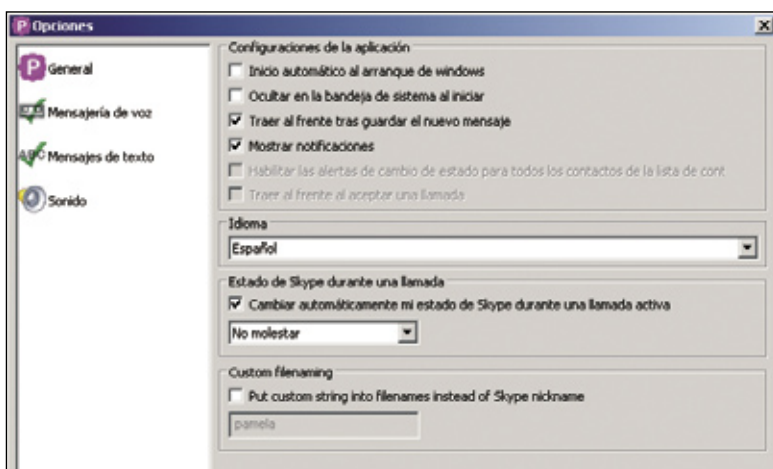 Opciones
General
Mensajería de voz
Mensajes de texto
Sonido
Configuraciones de la aplicación
Inicio automático al arranque de windows
Ocultar en la bandeja de sistema al iniciar
Traer al frente tras guardar el nuevo mensaje
Mostrar notificaciones
Habilitar las alertas de cambio de estado para todos los contactos de la lista de cont
Traer al frente al aceptar una llamada
Idioma
Español
Estado de Skype durante una llamada
Cambiar automáticamente mi estado de Skype durante una llamada activa
No molestar
Custom filenaming
Put custom string into filenames instead of Skype nickname
pamela